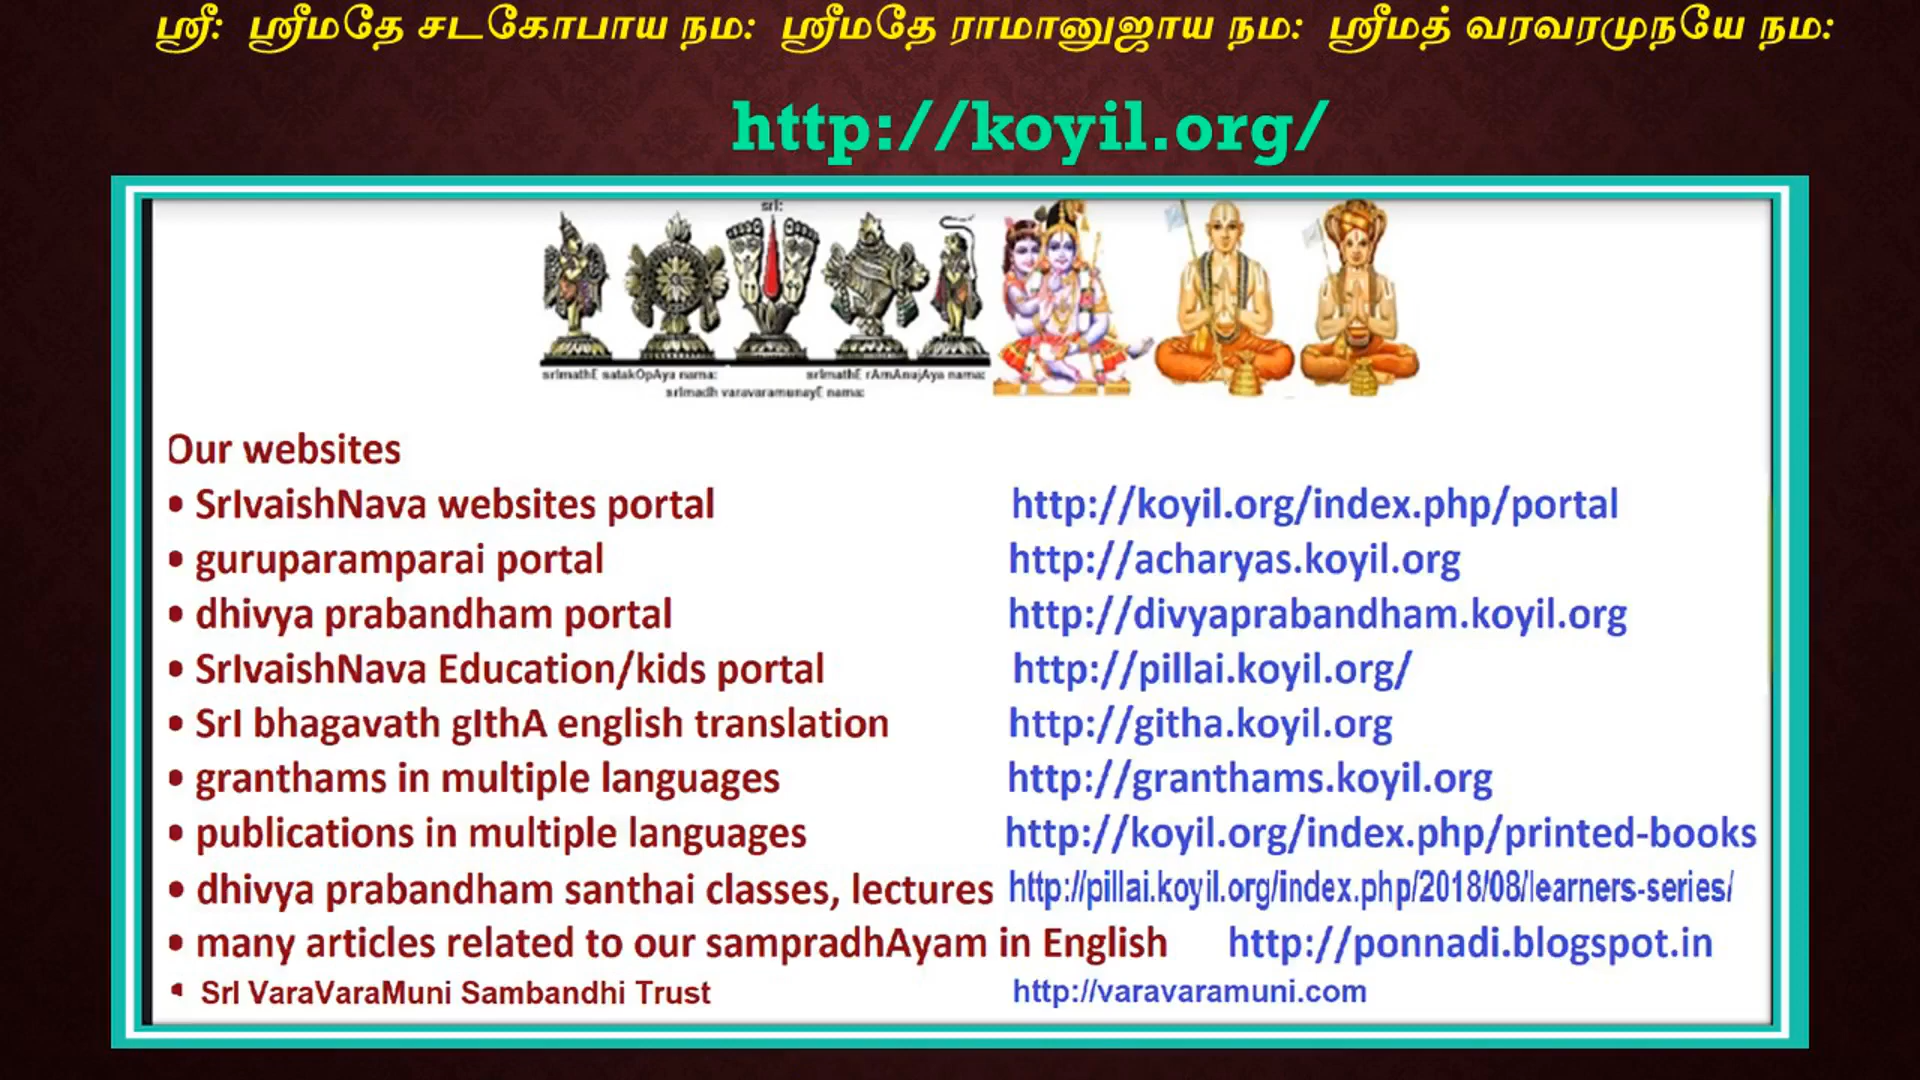 ஸ்ரீ: ஸ்ரீமதே சடகோபாய நம: ஸ்ரீமதே ராமானுஜாய நம: ஸ்ரீமத் வரவரமுநயே நம:
http://koyil.org/
srI:
srImathE satakOpAya nama: srImathE rAmAnujAya nama:
srImadh varavaramunayE nama:
Our websites
• SrIvaishNava websites portal http://koyil.org/index.php/portal
• guruparamparai portal http://acharyas.koyil.org
• dhivya prabandham portal http://divyaprabandham.koyil.org
• SrIvaishNava Education/kids portal http://pillai.koyil.org/
• SrI bhagavath gIthA english translation http://githa.koyil.org
• granthams in multiple languages http://granthams.koyil.org
• publications in multiple languages http://koyil.org/index.php/printed-books
• dhivya prabandham santhai classes, lectures http://pillai.koyil.org/index.php/2018/08/learners-series/
• many articles related to our sampradhAyam in English http://ponnadi.blogspot.in
• SrI VaraVaraMuni Sambandhi Trust http://varavaramuni.com